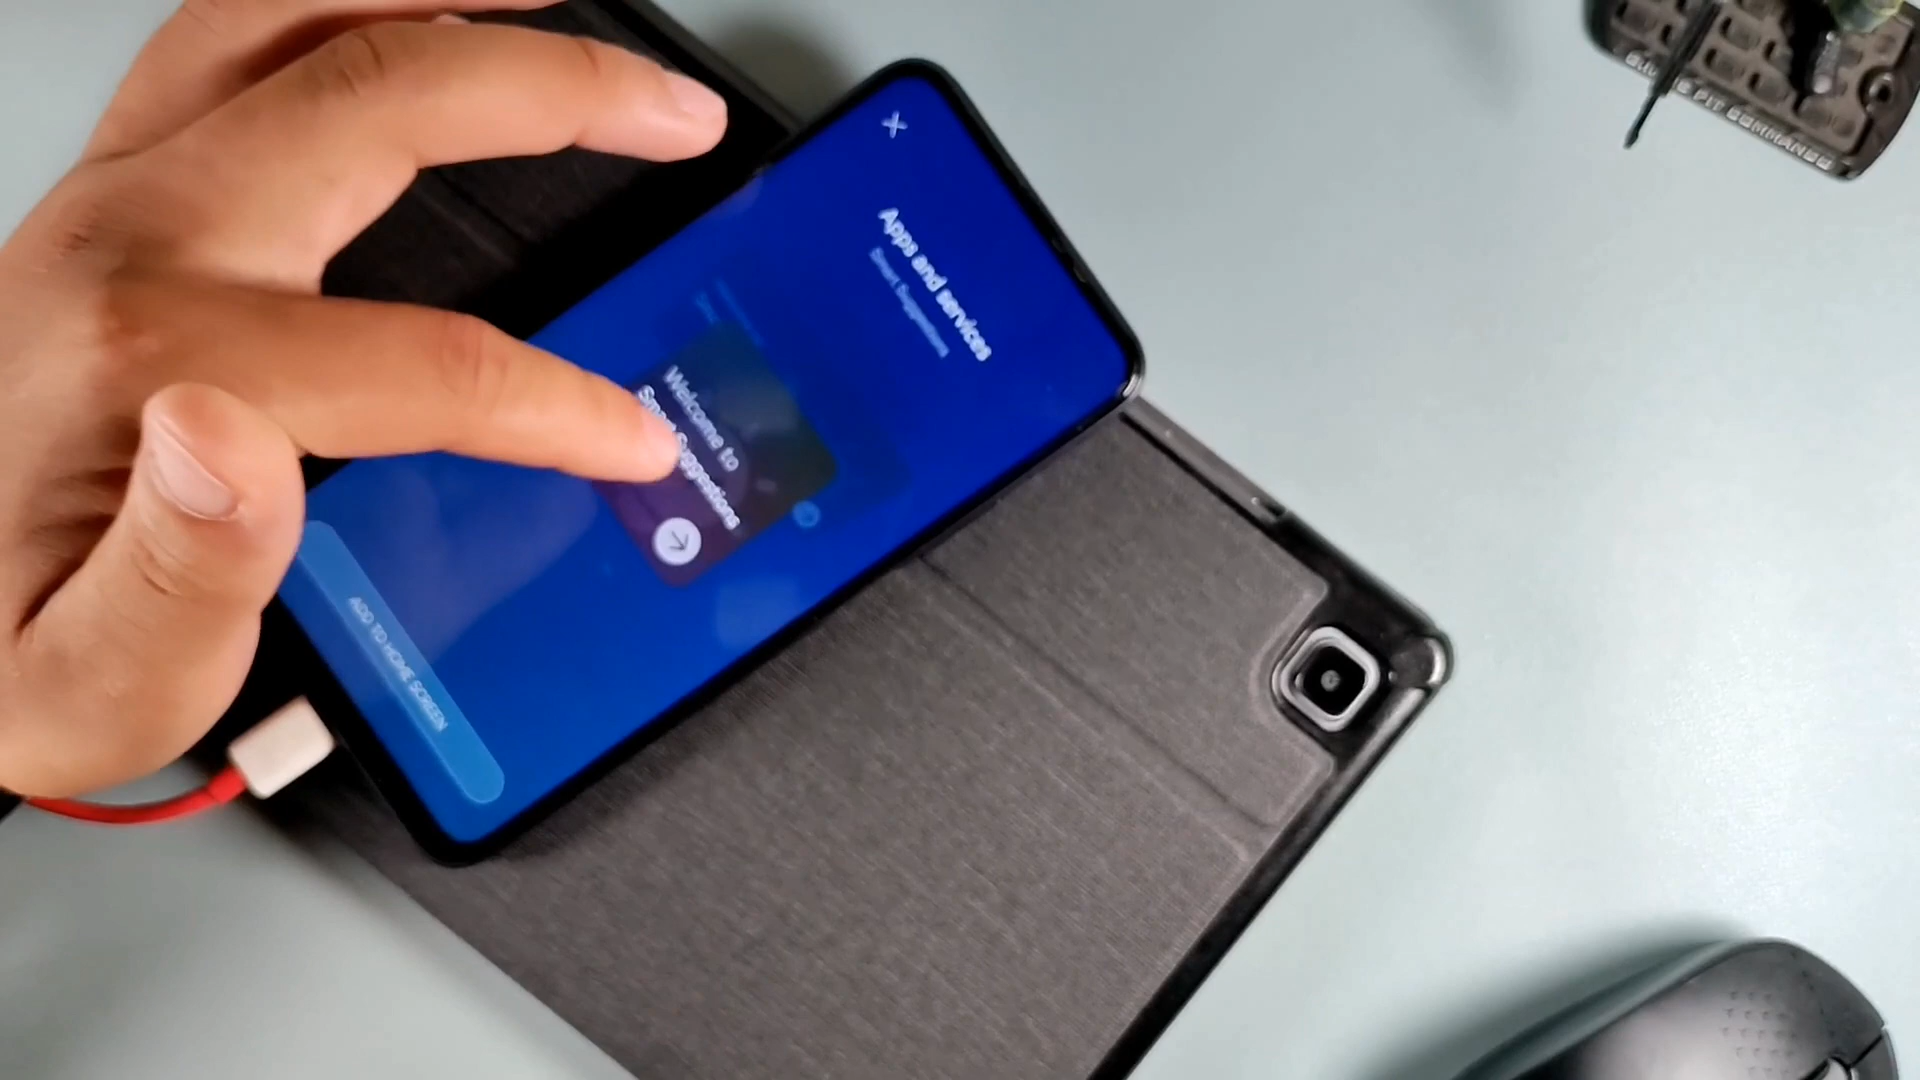 Apps and services
Smart Suggestions
Welcome to
Smart Suggestions
ADD TO HOME SCREEN